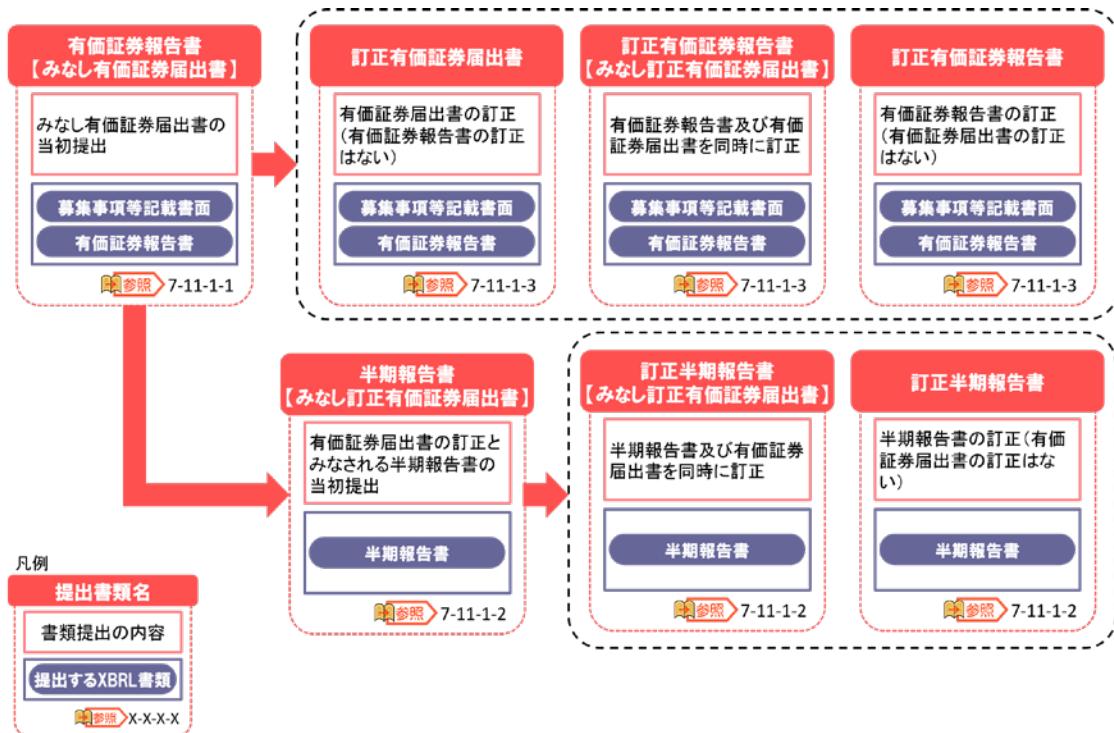 有価証券報告書
【みなし有価証券届出書】
みなし有価証券届出書の
当初提出
募集事項等記載書面
有価証券報告書
参照 7-11-1-1
訂正有価証券届出書
有価証券届出書の訂正
(有価証券報告書の訂正
はない)
募集事項等記載書面
有価証券報告書
参照 7-11-1-3
訂正有価証券報告書
【みなし訂正有価証券届出書】
有価証券報告書及び有価
証券届出書を同時に訂正
募集事項等記載書面
有価証券報告書
参照 7-11-1-3
訂正有価証券報告書
有価証券報告書の訂正
(有価証券届出書の訂正
はない)
募集事項等記載書面
有価証券報告書
参照 7-11-1-3
半期報告書
【みなし訂正有価証券届出書】
有価証券届出書の訂正と
みなされる半期報告書の
当初提出
半期報告書
参照 7-11-1-2
訂正半期報告書
【みなし訂正有価証券届出書】
半期報告書及び有価証券
届出書を同時に訂正
半期報告書
参照 7-11-1-2
訂正半期報告書
半期報告書の訂正(有価
証券届出書の訂正はな
い)
半期報告書
参照 7-11-1-2
凡例
提出書類名
書類提出の内容
提出するXBRL書類
参照 X-X-X-X